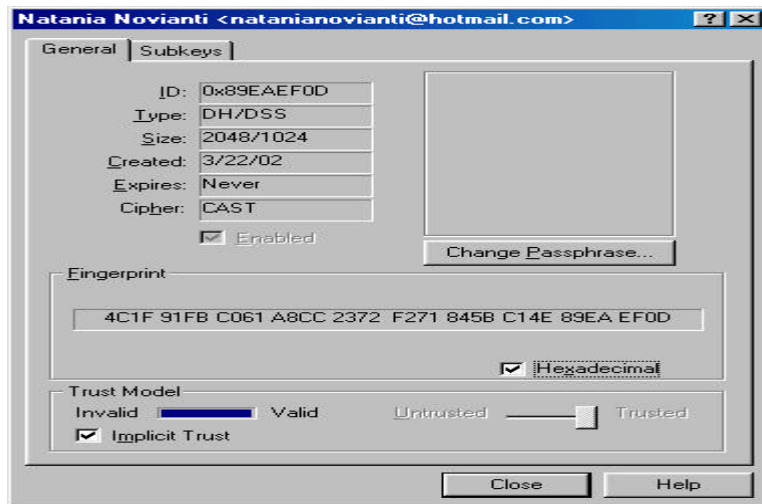 Natania Novianti <natanianovianti@hotmail.com>
General Subkeys
ID: 0x89EAEF0D
Type: DH/DSS
Size: 2048/1024
Created: 3/22/02
Expires: Never
Cipher: CAST
Enabled
Change Passphrase...
Fingerprint
4C1F 91FB C061 A8CC 2372 F271 845B C14E 89EA EF0D
Hexadecimal
Trust Model
Invalid Valid Untrusted Trusted
Implicit Trust
Close Help